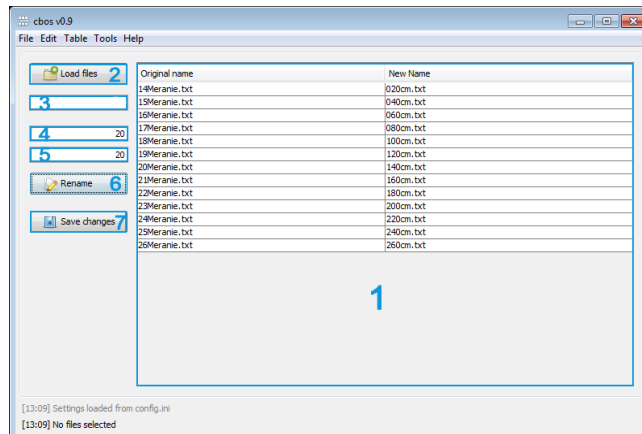 cbos v0.9
File Edit Table Tools Help
Load files 2
3
4 20
5 20
Rename 6
Save changes 7
Original name New Name
14Meranie.txt 020cm.txt
15Meranie.txt 040cm.txt
16Meranie.txt 060cm.txt
17Meranie.txt 080cm.txt
18Meranie.txt 100cm.txt
19Meranie.txt 120cm.txt
20Meranie.txt 140cm.txt
21Meranie.txt 160cm.txt
22Meranie.txt 180cm.txt
23Meranie.txt 200cm.txt
24Meranie.txt 220cm.txt
25Meranie.txt 240cm.txt
26Meranie.txt 260cm.txt
1
[13:09] Settings loaded from config.ini
[13:09] No files selected